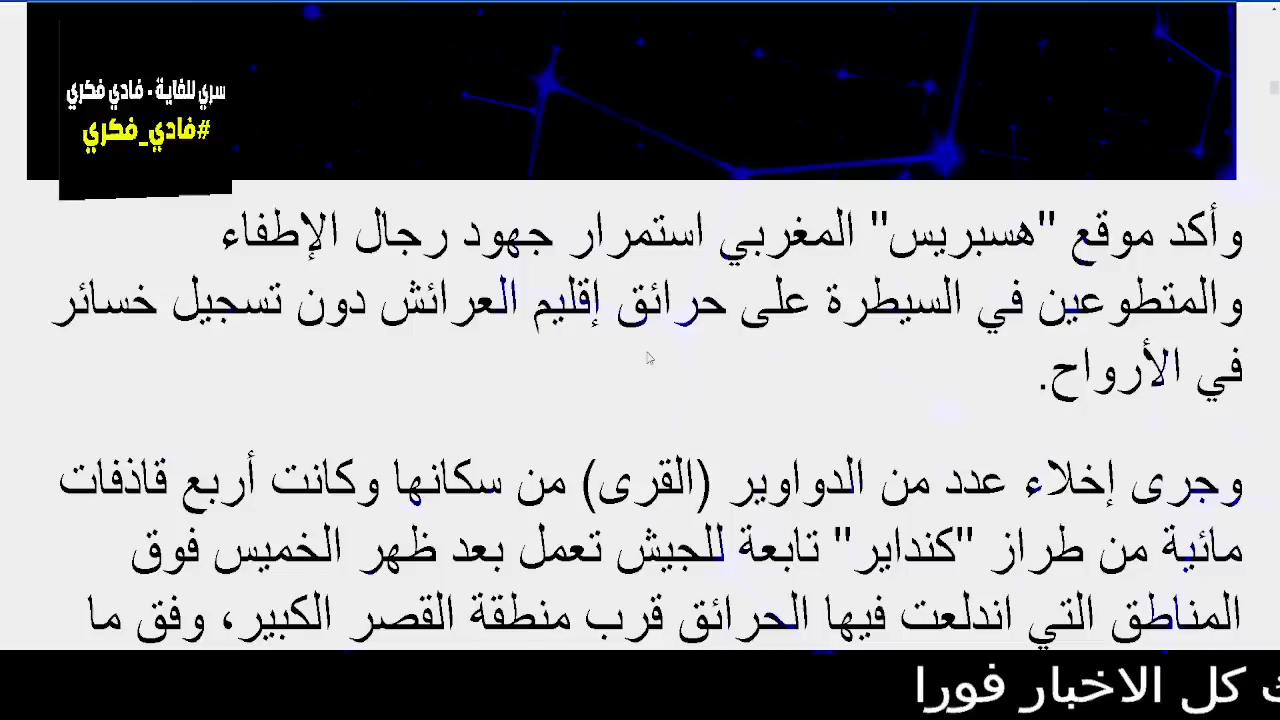 سري للغاية - فادي فكري
#فادي_فكري
وأكد موقع "هسبريس" المغربي استمرار جهود رجال الإطفاء
والمتطوعين في السيطرة على حرائق إقليم العرائش دون تسجيل خسائر
في الأرواح.
وجرى إخلاء عدد من الدواوير (القرى) من سكانها وكانت أربع قاذفات
مائية من طراز "كنداير" تابعة للجيش تعمل بعد ظهر الخميس فوق
المناطق التي اندلعت فيها الحرائق قرب منطقة القصر الكبير، وفق ما
كل الاخبار فورا